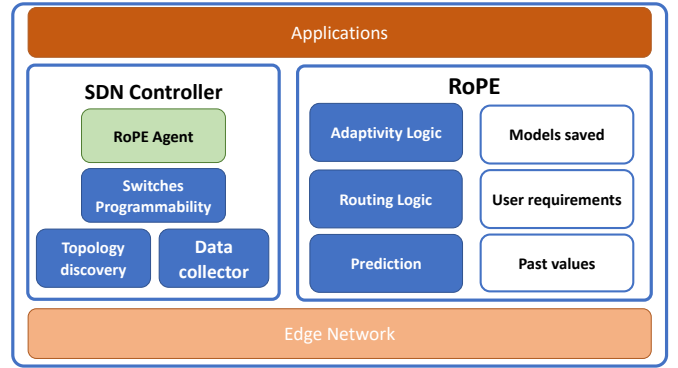 Applications
SDN Controller
RoPE Agent
Switches
Programmability
Topology
discovery
Data
collector
RoPE
Adaptivity Logic
Models saved
Routing Logic
User requirements
Prediction
Past values
Edge Network